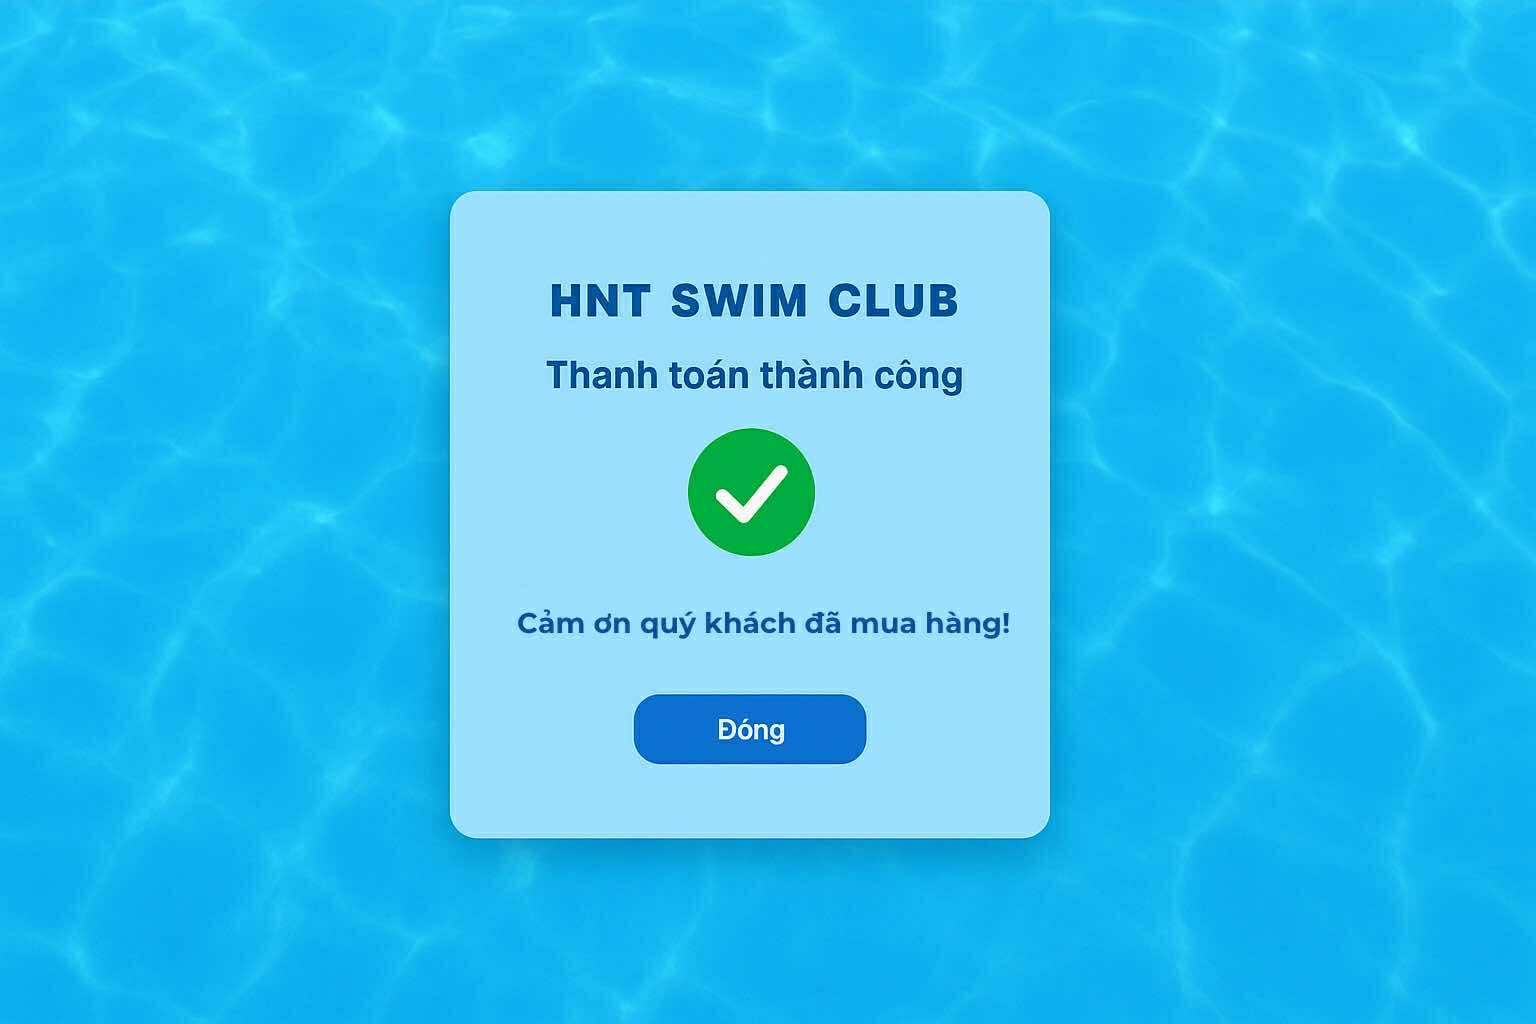 HNT SWIM CLUB
Thanh toán thành công
Cảm ơn quý khách đã mua hàng!
Đóng